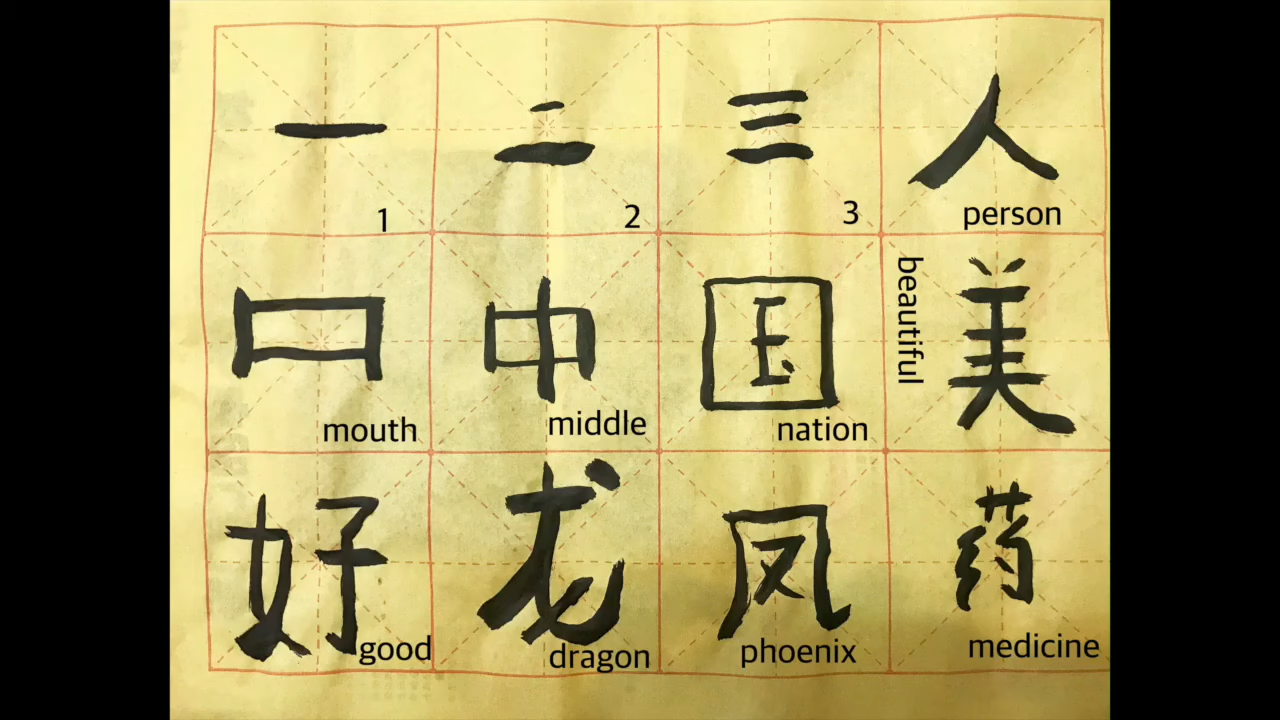 一 二 三 人
1 2 3 person
口 中 国 美
beautiful
mouth middle nation
好 龙 凤 药
good dragon phoenix medicine